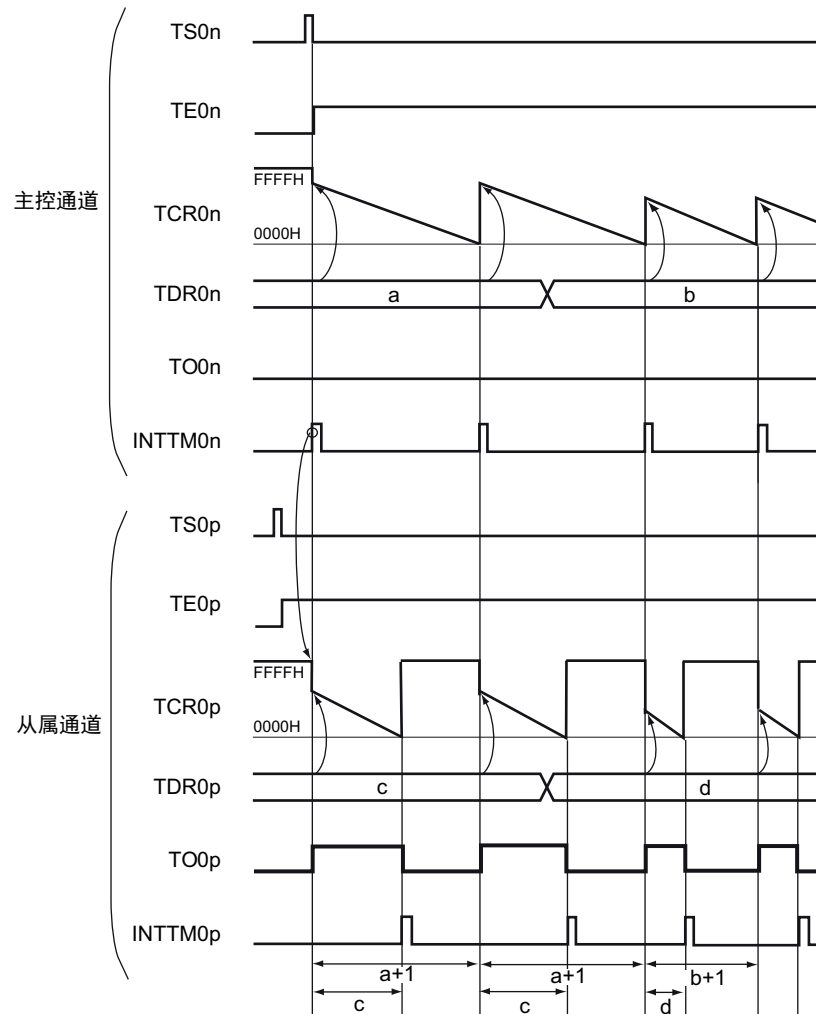 TS0n
TE0n
主控通道
FFFFH
TCR0n
0000H
TDR0n
a
b
TO0n
INTTM0n
TS0p
TE0p
从属通道
FFFFH
TCR0p
0000H
TDR0p
c
d
TO0p
INTTM0p
a+1
a+1
b+1
c
c
d